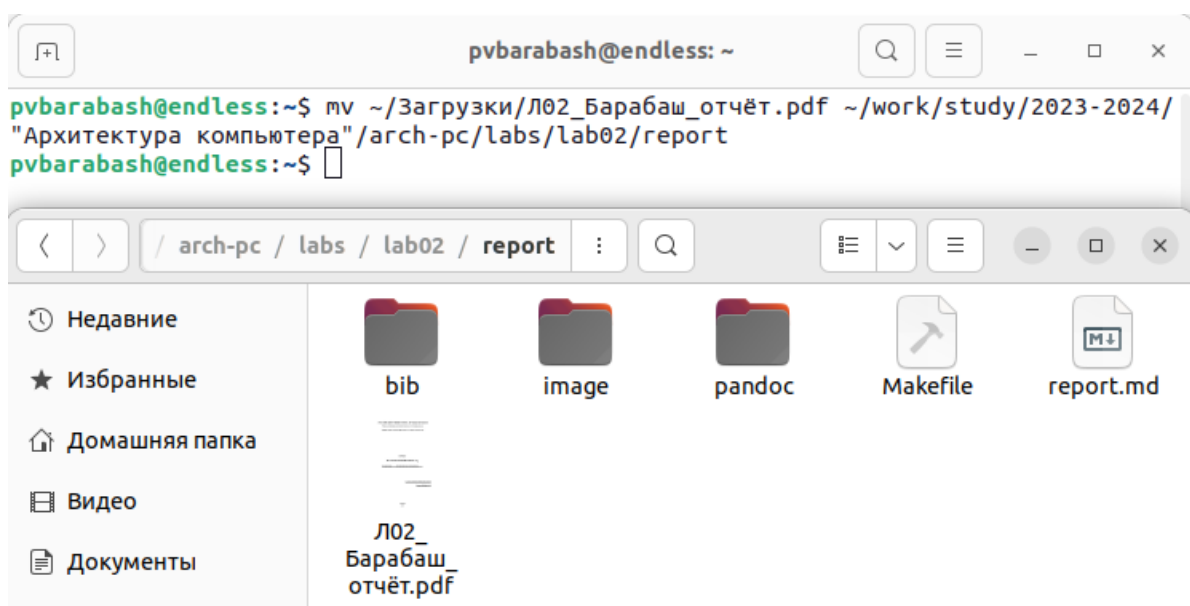 pvbarabash@endless: ~
pvbarabash@endless:~$ mv ~/Загрузки/Л02_Барабаш_отчёт.pdf ~/work/study/2023-2024/
"Архитектура компьютера"/arch-pc/labs/lab02/report
pvbarabash@endless:~$
/ arch-pc / labs / lab02 / report
Недавние
Избранные
Домашняя папка
Видео
Документы
bib
image
pandoc
Makefile
report.md
Л02_
Барабаш_
отчёт.pdf